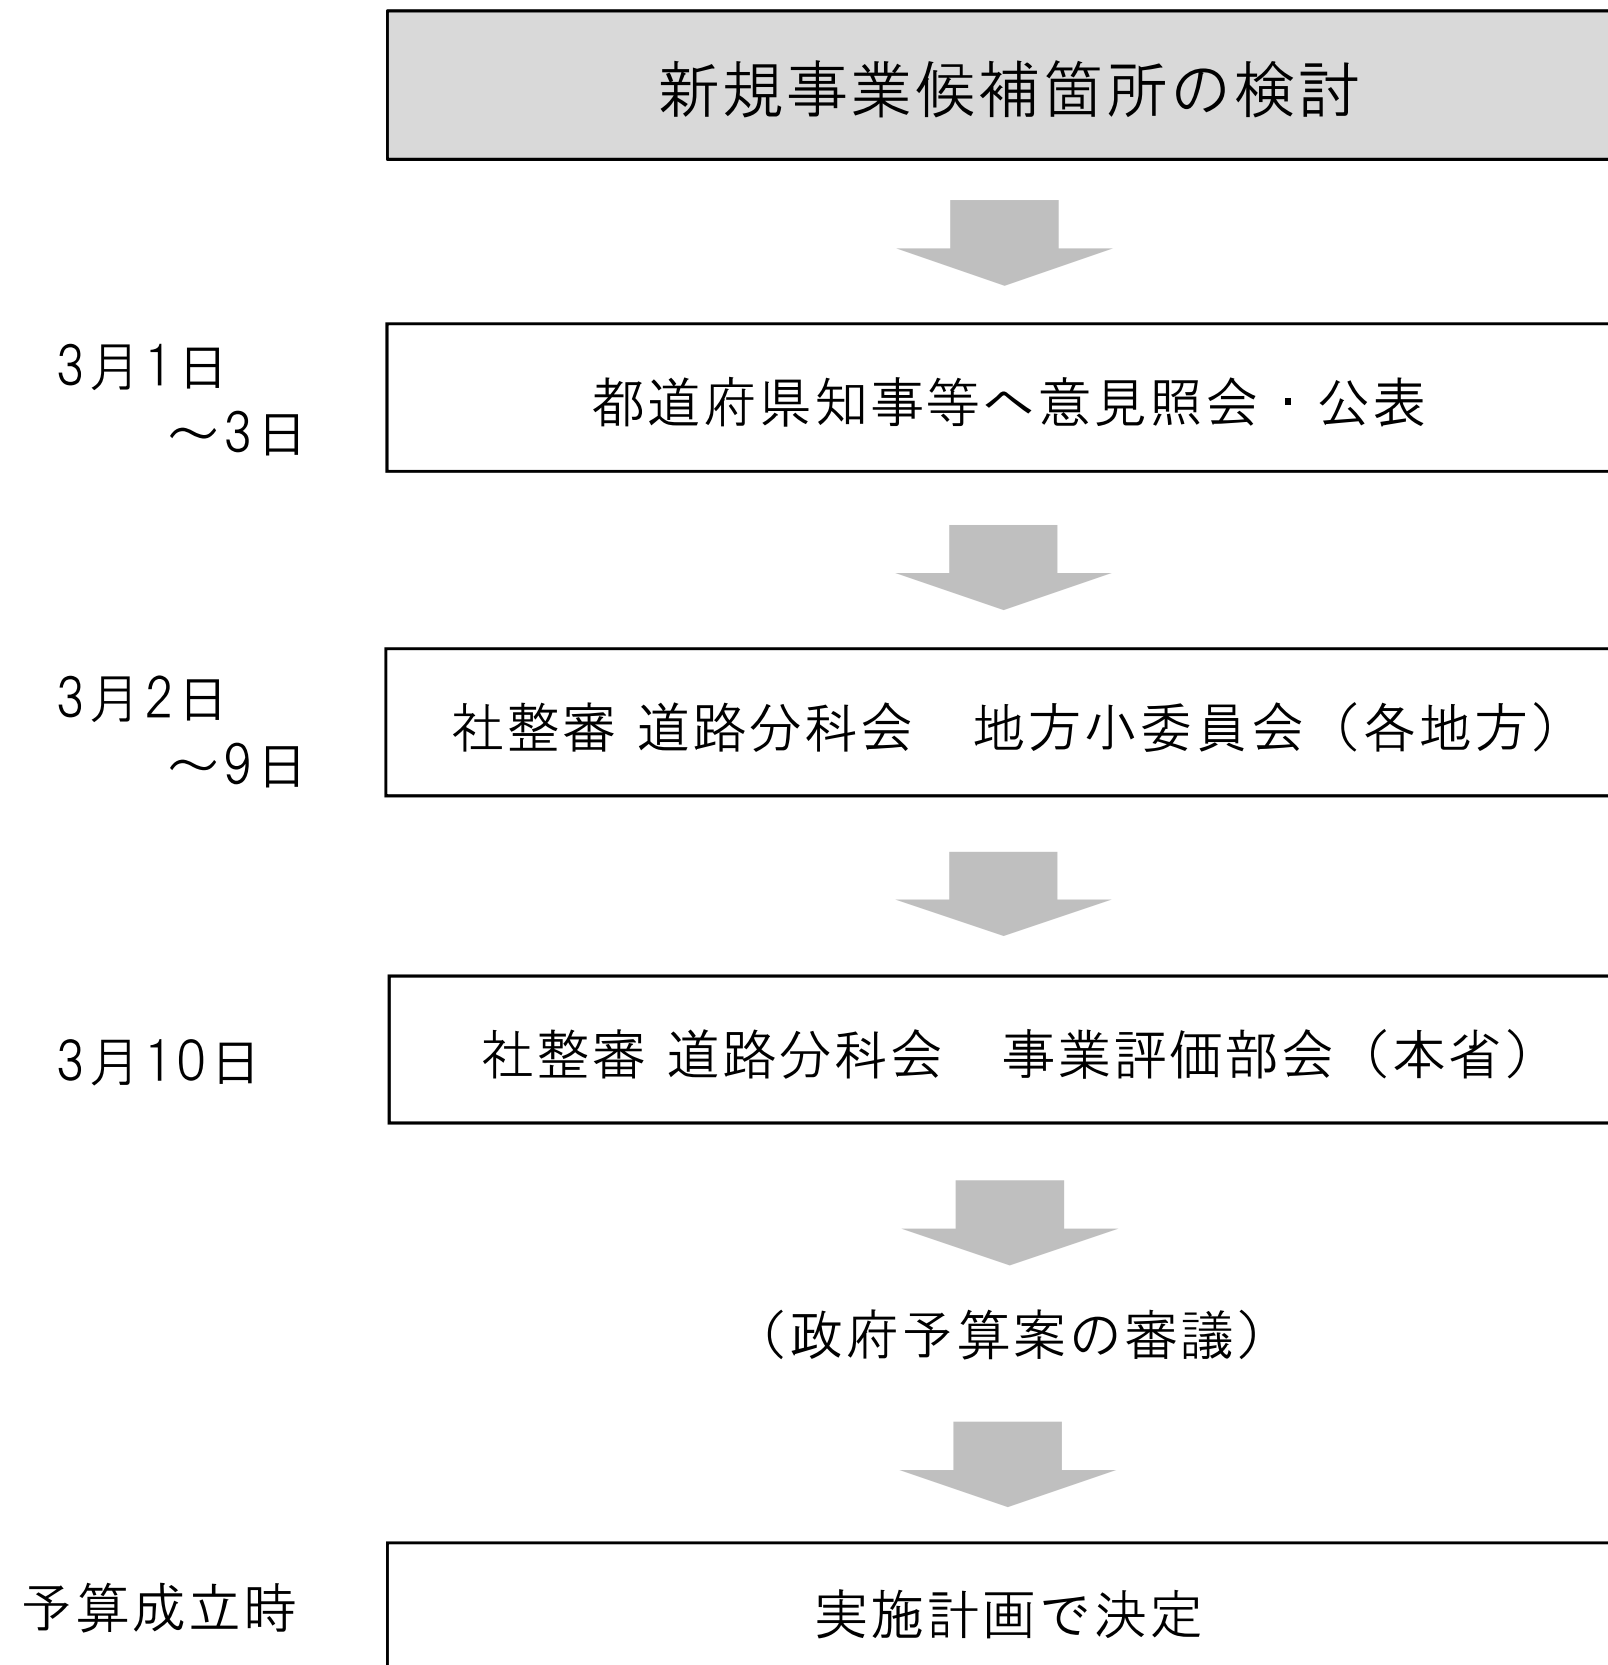 新規事業候補箇所の検討
3月1日
～3日
都道府県知事等へ意見照会・公表
3月2日
～9日
社整審 道路分科会　地方小委員会（各地方）
3月10日
社整審 道路分科会　事業評価部会（本省）
（政府予算案の審議）
予算成立時
実施計画で決定